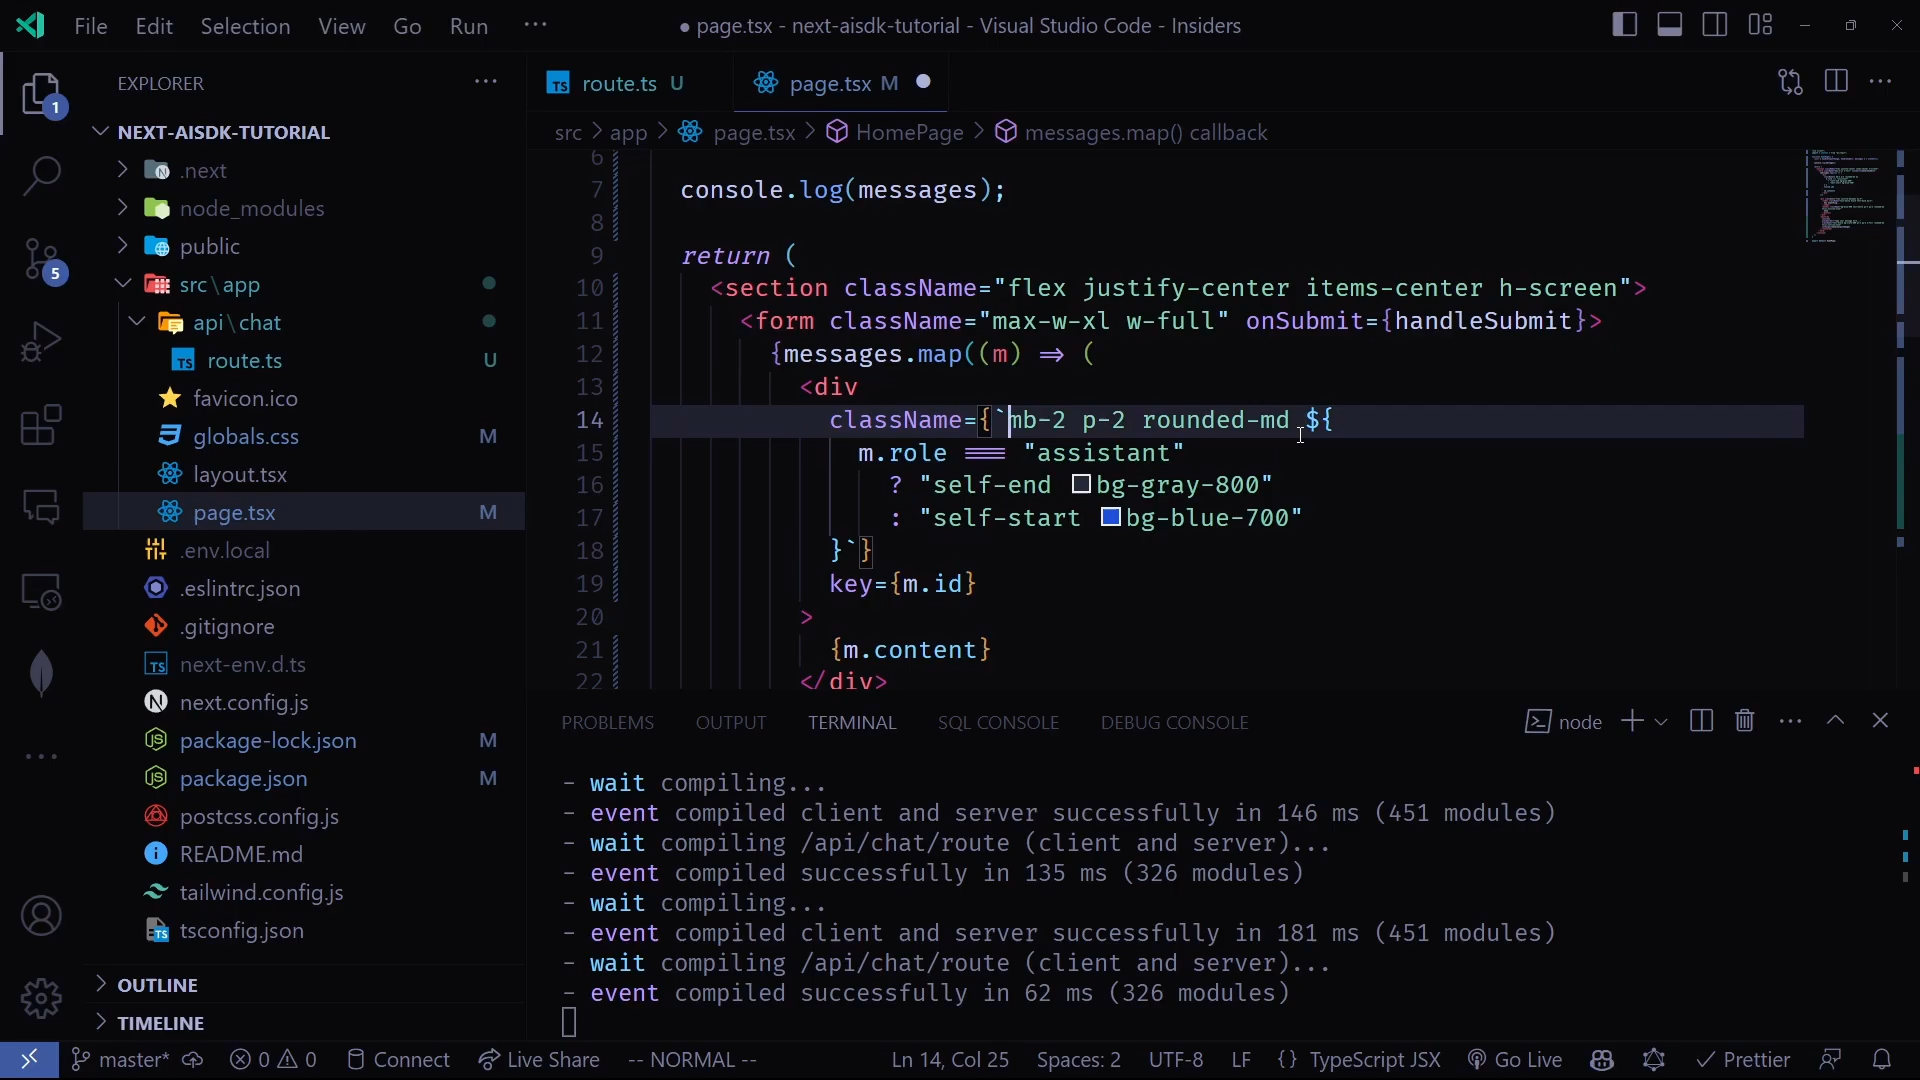 File Edit Selection View Go Run ···
● page.tsx - next-aisdk-tutorial - Visual Studio Code - Insiders
EXPLORER
1
5
NEXT-AISDK-TUTORIAL
.next
node_modules
public
src\app
api\chat
route.ts U
favicon.ico
globals.css M
layout.tsx
page.tsx M
.env.local
.eslintrc.json
.gitignore
next-env.d.ts
next.config.js
package-lock.json M
package.json M
postcss.config.js
README.md
tailwind.config.js
tsconfig.json
OUTLINE
TIMELINE
route.ts U page.tsx M
src > app > page.tsx > HomePage > messages.map() callback
6
7 console.log(messages);
8
9 return (
10 <section className="flex justify-center items-center h-screen">
11 <form className="max-w-xl w-full" onSubmit={handleSubmit}>
12 {messages.map((m) => (
13 <div
14 className={`mb-2 p-2 rounded-md ${
15 m.role === "assistant"
16 ? "self-end bg-gray-800"
17 : "self-start bg-blue-700"
18 }`}
19 key={m.id}
20 >
21 {m.content}
22 </div>
PROBLEMS OUTPUT TERMINAL SQL CONSOLE DEBUG CONSOLE node
- wait compiling...
- event compiled client and server successfully in 146 ms (451 modules)
- wait compiling /api/chat/route (client and server)...
- event compiled successfully in 135 ms (326 modules)
- wait compiling...
- event compiled client and server successfully in 181 ms (451 modules)
- wait compiling /api/chat/route (client and server)...
- event compiled successfully in 62 ms (326 modules)
master* 0 0 Connect Live Share -- NORMAL -- Ln 14, Col 25 Spaces: 2 UTF-8 LF {} TypeScript JSX Go Live Prettier